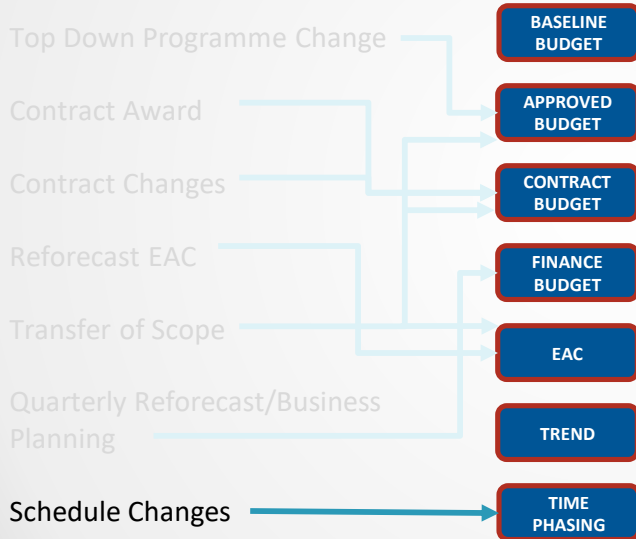 Top Down Programme Change
BASELINE
BUDGET
Contract Award
APPROVED
BUDGET
Contract Changes
CONTRACT
BUDGET
Reforecast EAC
FINANCE
BUDGET
Transfer of Scope
EAC
Quarterly Reforecast/Business
Planning
TREND
Schedule Changes
TIME
PHASING